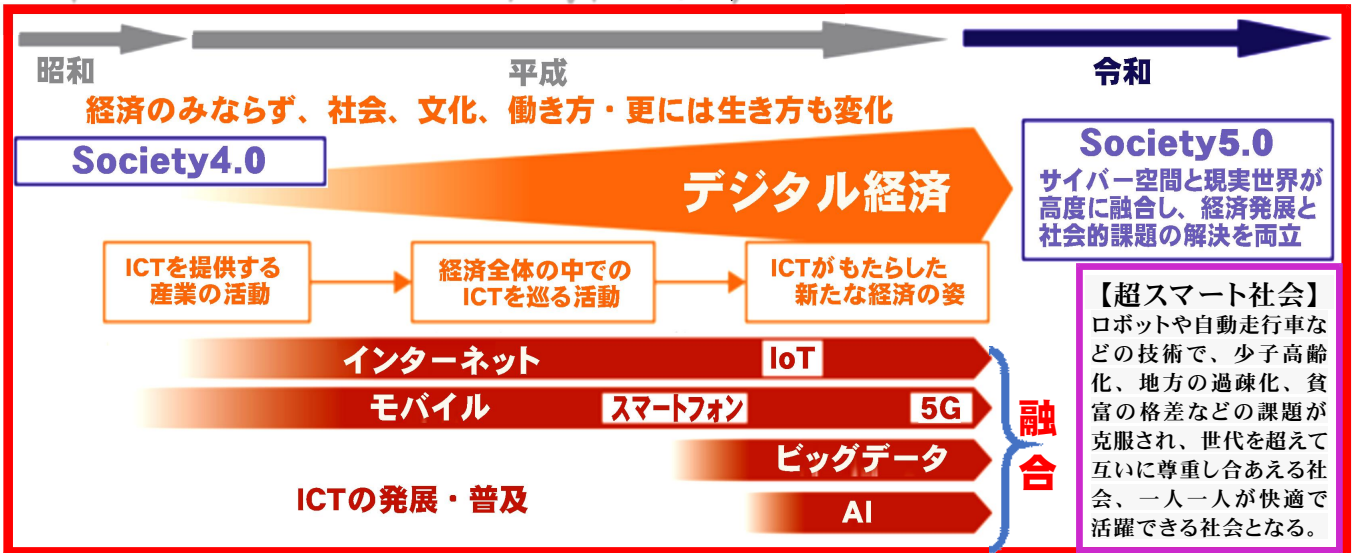 昭和
平成
令和
経済のみならず、社会、文化、働き方・更には生き方も変化
Society4.0
デジタル経済
Society5.0
サイバー空間と現実世界が
高度に融合し、経済発展と
社会的課題の解決を両立
ICTを提供する
産業の活動
経済全体の中での
ICTを巡る活動
ICTがもたらした
新たな経済の姿
インターネット
IoT
モバイル
スマートフォン
5G
ビッグデータ
AI
ICTの発展・普及
融
合
【超スマート社会】
ロボットや自動走行車な
どの技術で、少子高齢
化、地方の過疎化、貧
富の格差などの課題が
克服され、世代を超えて
互いに尊重し合あえる社
会、一人一人が快適で
活躍できる社会となる。